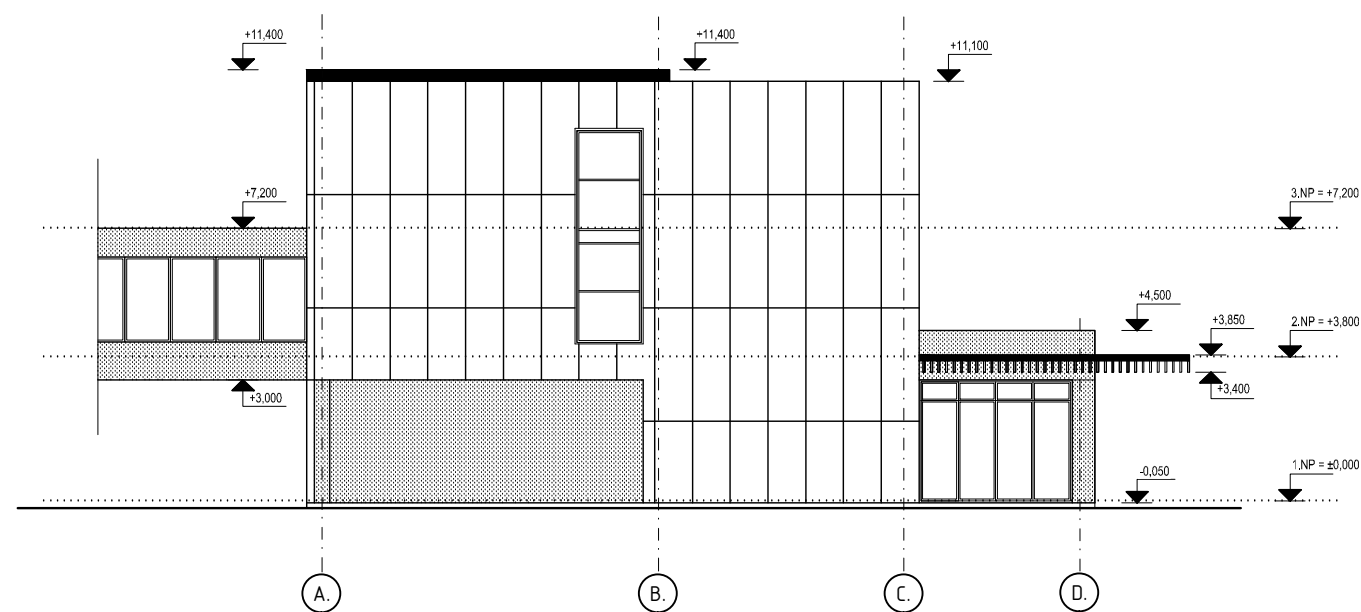 +11,400
+11,400
+11,100
+7,200
3.NP = +7,200
+4,500
+3,850
2.NP = +3,800
+3,000
+3,400
-0,050
1.NP = ±0,000
A.
B.
C.
D.